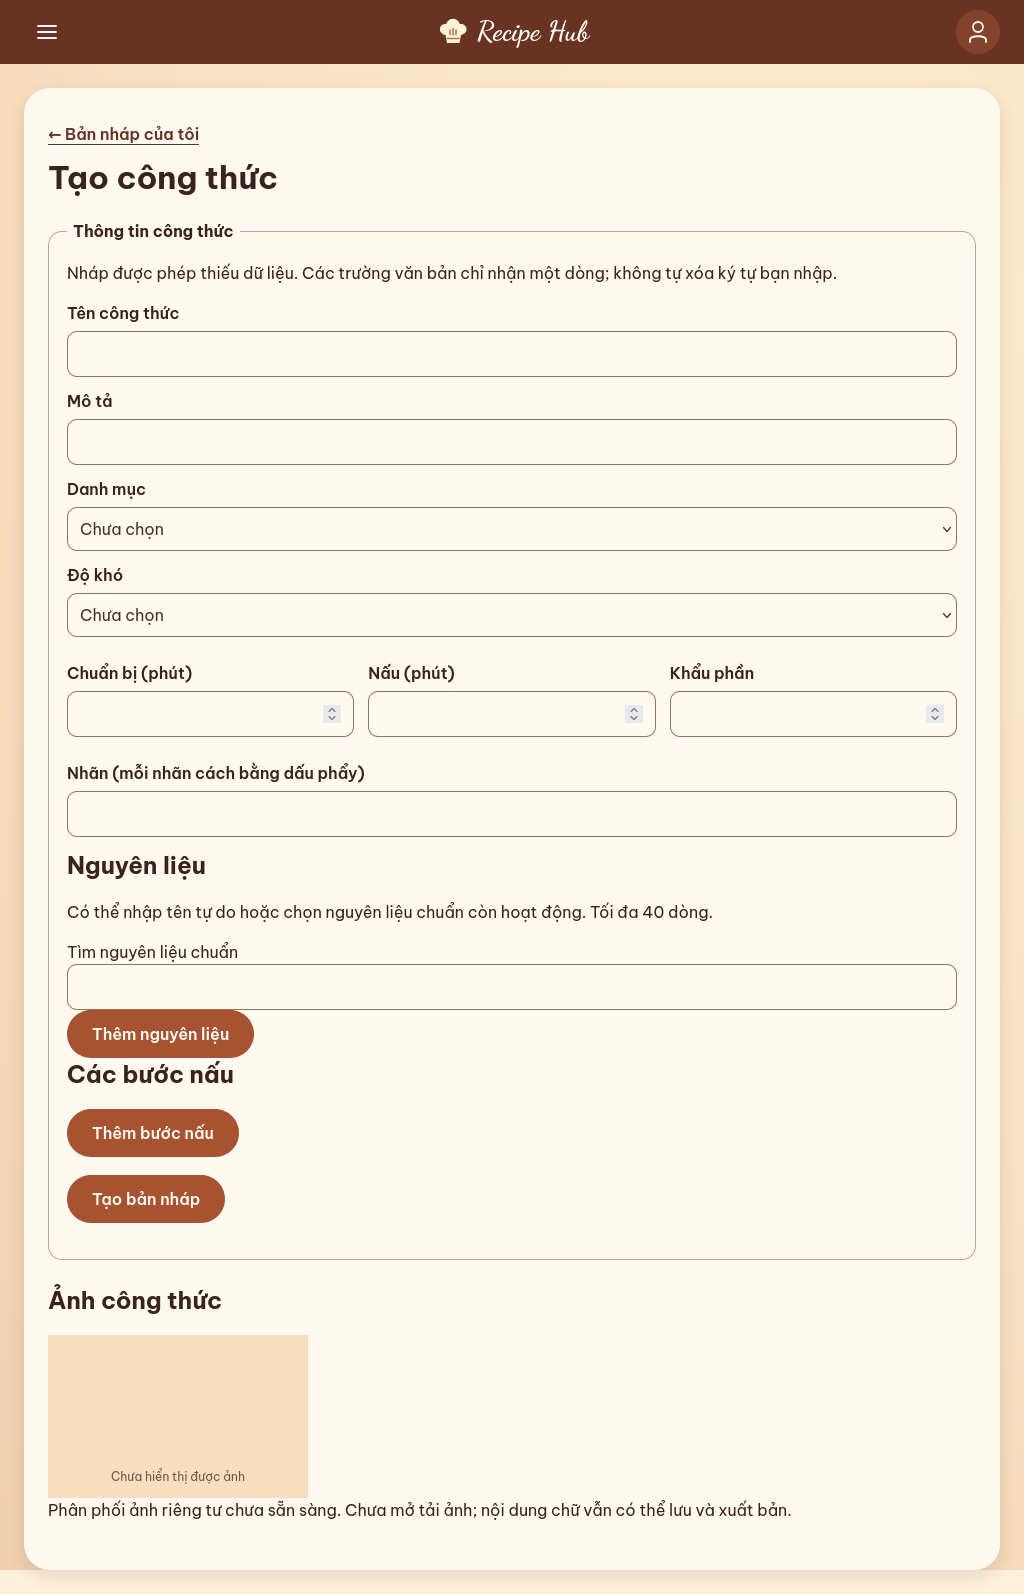 Recipe Hub
← Bản nháp của tôi
Tạo công thức
Thông tin công thức
Nháp được phép thiếu dữ liệu. Các trường văn bản chỉ nhận một dòng; không tự xóa ký tự bạn nhập.
Tên công thức
Mô tả
Danh mục
Chưa chọn
Độ khó
Chưa chọn
Chuẩn bị (phút)
Nấu (phút)
Khẩu phần
Nhãn (mỗi nhãn cách bằng dấu phẩy)
Nguyên liệu
Có thể nhập tên tự do hoặc chọn nguyên liệu chuẩn còn hoạt động. Tối đa 40 dòng.
Tìm nguyên liệu chuẩn
Thêm nguyên liệu
Các bước nấu
Thêm bước nấu
Tạo bản nháp
Ảnh công thức
Chưa hiển thị được ảnh
Phân phối ảnh riêng tư chưa sẵn sàng. Chưa mở tải ảnh; nội dung chữ vẫn có thể lưu và xuất bản.